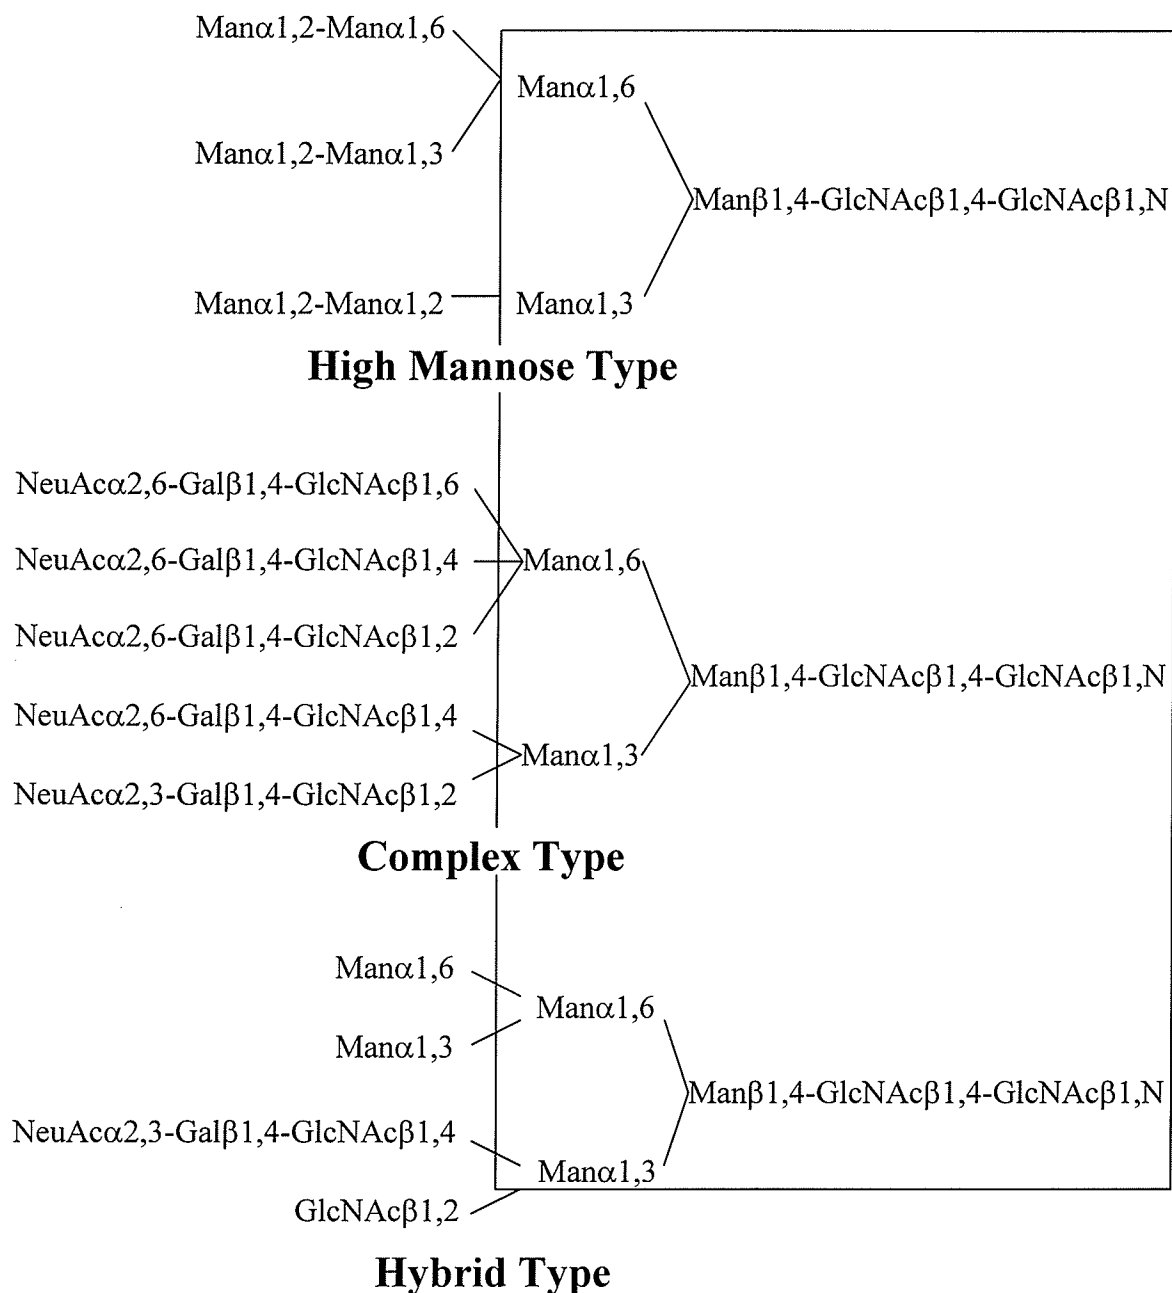 Manα1,2-Manα1,6
Manα1,6
Manα1,2-Manα1,3
Manβ1,4-GlcNAcβ1,4-GlcNAcβ1,N
Manα1,2-Manα1,2
Manα1,3
High Mannose Type
NeuAcα2,6-Galβ1,4-GlcNAcβ1,6
NeuAcα2,6-Galβ1,4-GlcNAcβ1,4
Manα1,6
NeuAcα2,6-Galβ1,4-GlcNAcβ1,2
Manβ1,4-GlcNAcβ1,4-GlcNAcβ1,N
NeuAcα2,6-Galβ1,4-GlcNAcβ1,4
Manα1,3
NeuAcα2,3-Galβ1,4-GlcNAcβ1,2
Complex Type
Manα1,6
Manα1,6
Manα1,3
Manβ1,4-GlcNAcβ1,4-GlcNAcβ1,N
NeuAcα2,3-Galβ1,4-GlcNAcβ1,4
Manα1,3
GlcNAcβ1,2
Hybrid Type